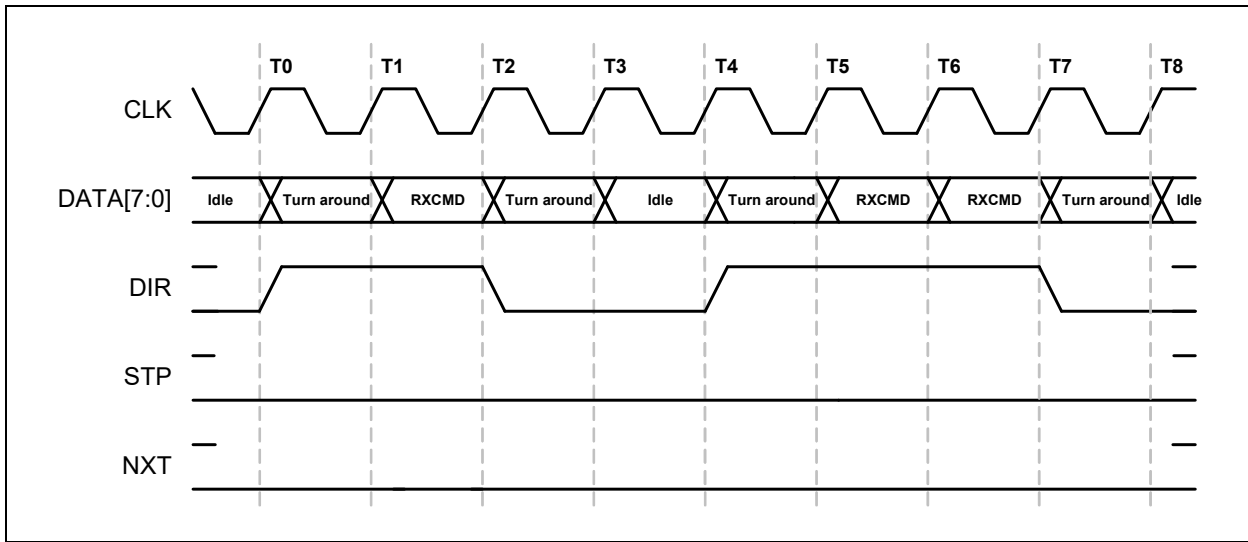 T0 T1 T2 T3 T4 T5 T6 T7 T8
CLK
DATA[7:0] Idle Turn around RXCMD Turn around Idle Turn around RXCMD RXCMD Turn around Idle
DIR
STP
NXT